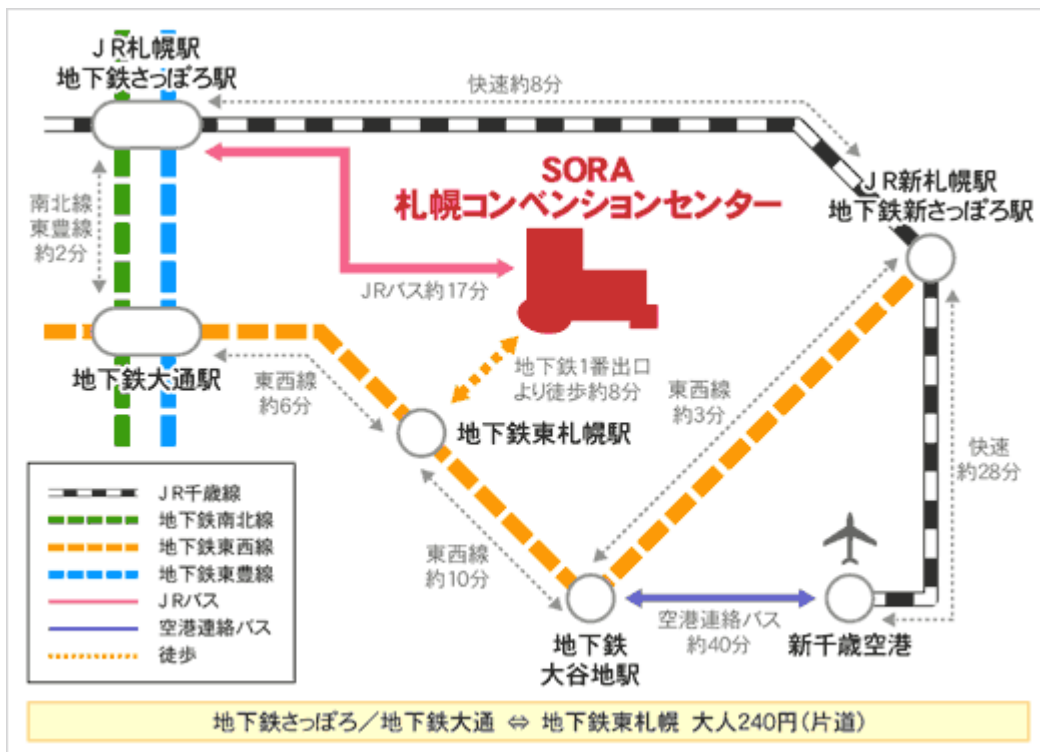 JR札幌駅
地下鉄さっぽろ駅
快速約8分
SORA
札幌コンベンションセンター
JR新札幌駅
地下鉄新さっぽろ駅
南北線
東豊線
約2分
JRバス約17分
地下鉄大通駅
東西線
約6分
地下鉄1番出口
より徒歩約8分
東西線
約3分
地下鉄東札幌駅
快速
約28分
JR千歳線
地下鉄南北線
地下鉄東西線
地下鉄東豊線
JRバス
空港連絡バス
徒歩
東西線
約10分
地下鉄
大谷地駅
空港連絡バス
約40分
新千歳空港
地下鉄さっぽろ／地下鉄大通 ⇔ 地下鉄東札幌 大人240円(片道)